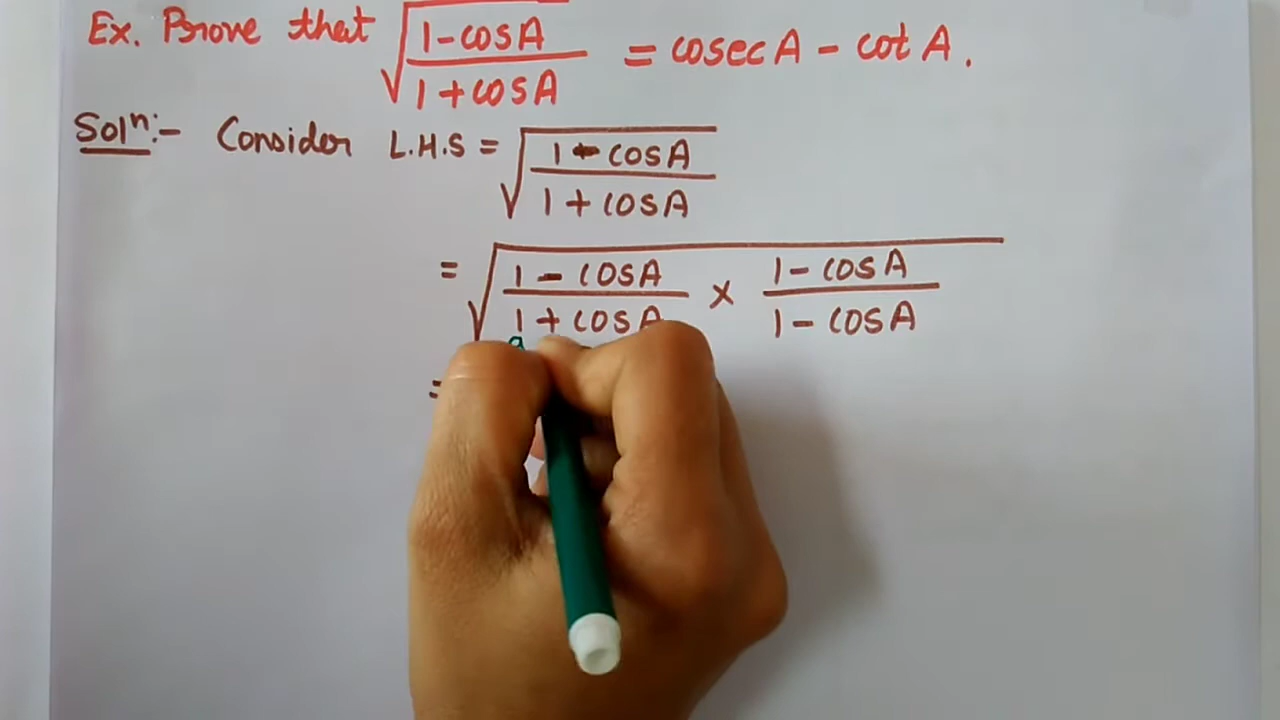 Ex. Prove that √(1-cosA)/(1+cosA) = cosecA - cot A.
Solⁿ:- Consider L.H.S = √(1-cosA)/(1+cosA)
= √(1-cosA)/(1+cosA) × (1-cosA)/(1-cosA)
=